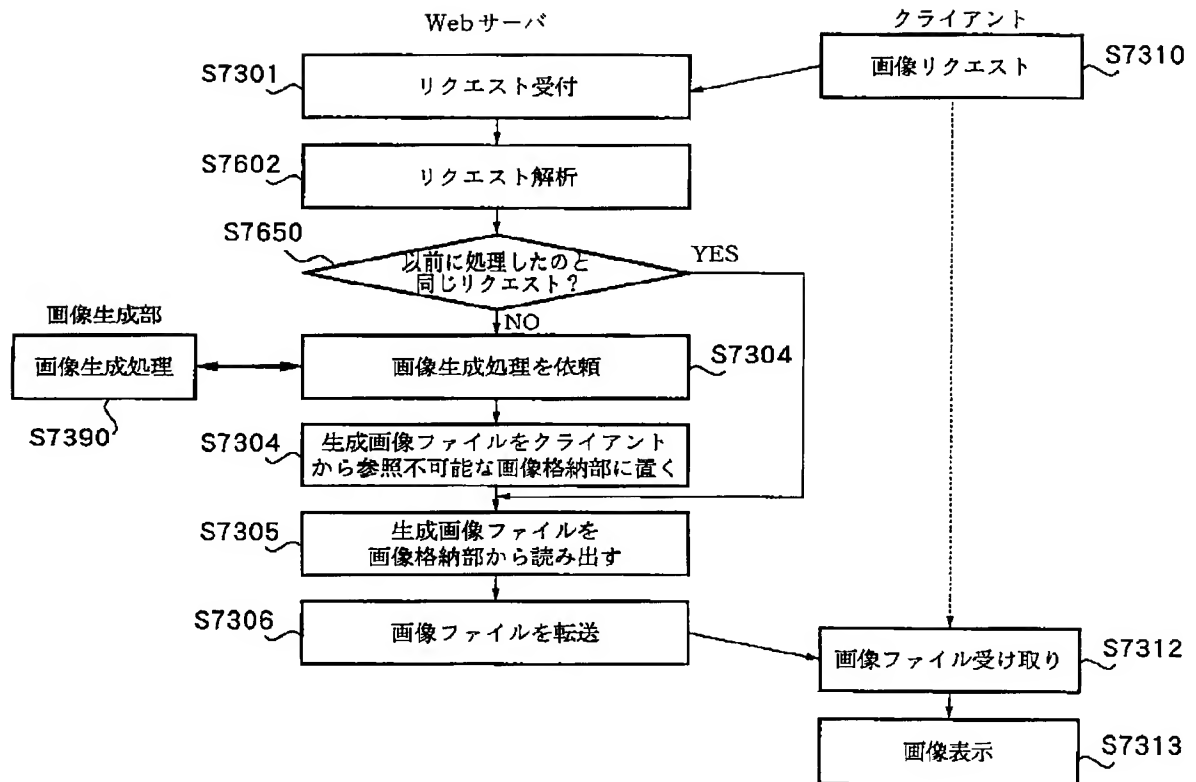 Webサーバ
クライアント
S7301
リクエスト受付
画像リクエスト
S7310
S7602
リクエスト解析
S7650
以前に処理したのと
同じリクエスト?
YES
NO
画像生成部
画像生成処理
S7390
画像生成処理を依頼
S7304
S7304
生成画像ファイルをクライアント
から参照不可能な画像格納部に置く
S7305
生成画像ファイルを
画像格納部から読み出す
S7306
画像ファイルを転送
画像ファイル受け取り
S7312
画像表示
S7313